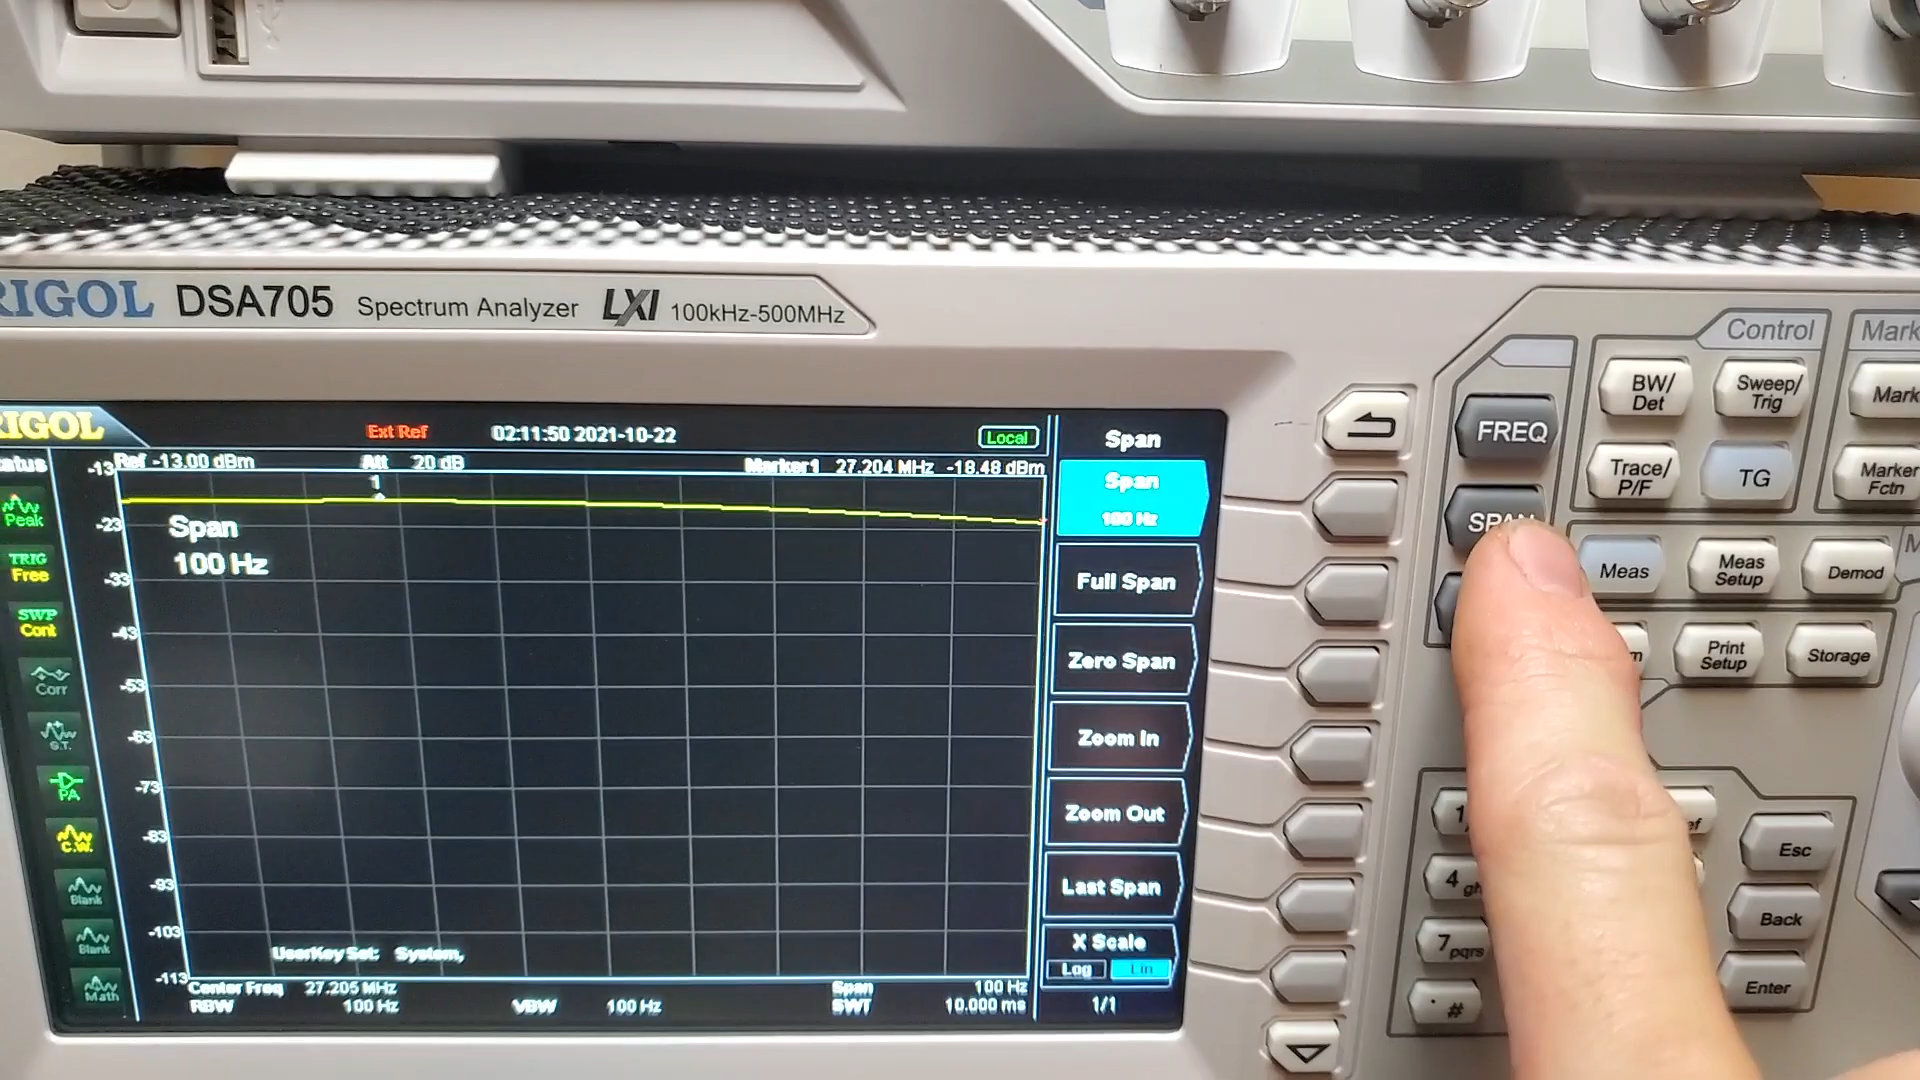 RIGOL DSA705 Spectrum Analyzer LXI 100kHz-500MHz
RIGOL
Ext Ref
02:11:50 2021-10-22
Local
Ref -13.00 dBm
Att 20 dB
Marker1 27.204 MHz -18.48 dBm
1
-13
-23
-33
-43
-53
-63
-73
-83
-93
-103
-113
Span
100 Hz
UserKey Set: System,
Center Freq 27.205 MHz
Span 100 Hz
RBW 100 Hz
VBW 100 Hz
SWT 10.000 ms
Peak
TRIG
Free
SWP
Cont
Corr
S.T.
PA
C.W.
Blank
Blank
Math
Span
Span
100 Hz
Full Span
Zero Span
Zoom In
Zoom Out
Last Span
X Scale
Log Lin
1/1
FREQ
SPAN
Control
BW/
Det
Sweep/
Trig
Trace/
P/F
TG
Mark
Mark
Marker
Fctn
Meas
Meas
Setup
Demod
Print
Setup
Storage
1
4
7 pqrs
. #
Esc
Back
Enter